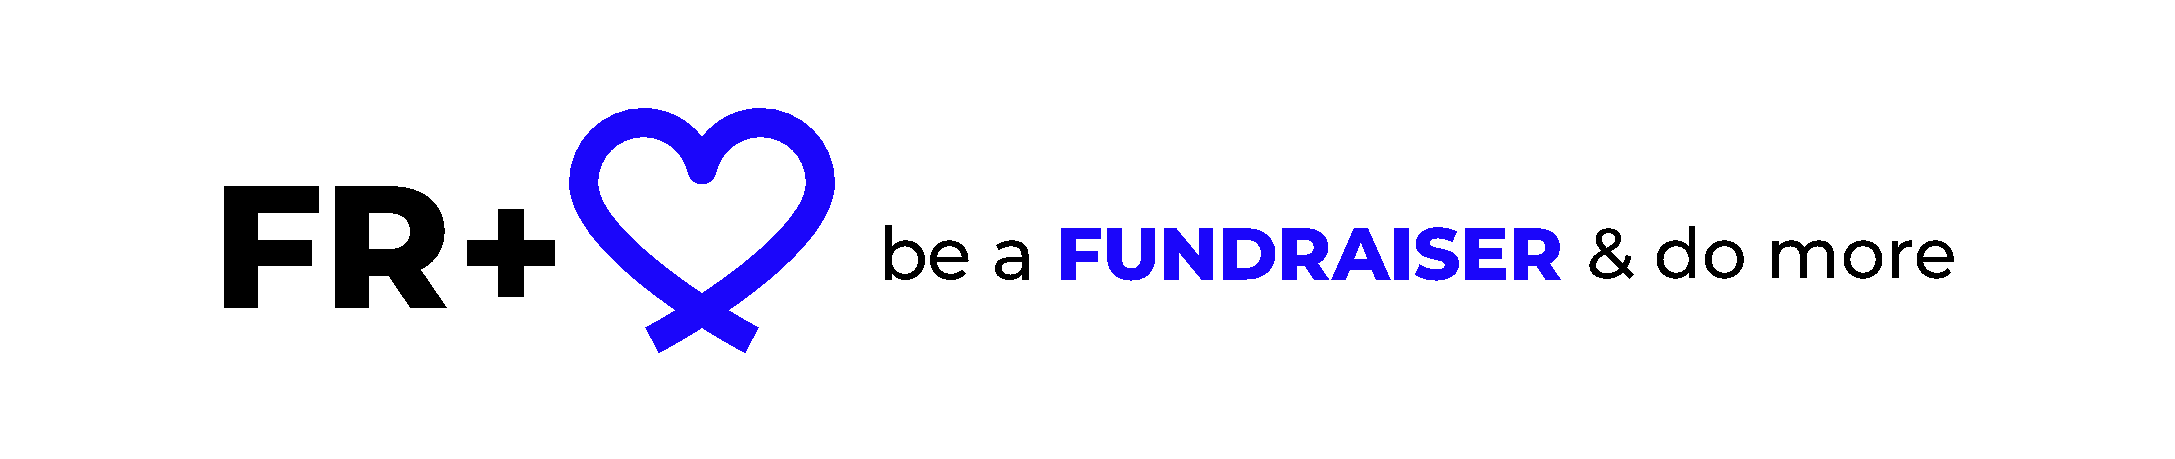 FR+ be a FUNDRAISER & do more